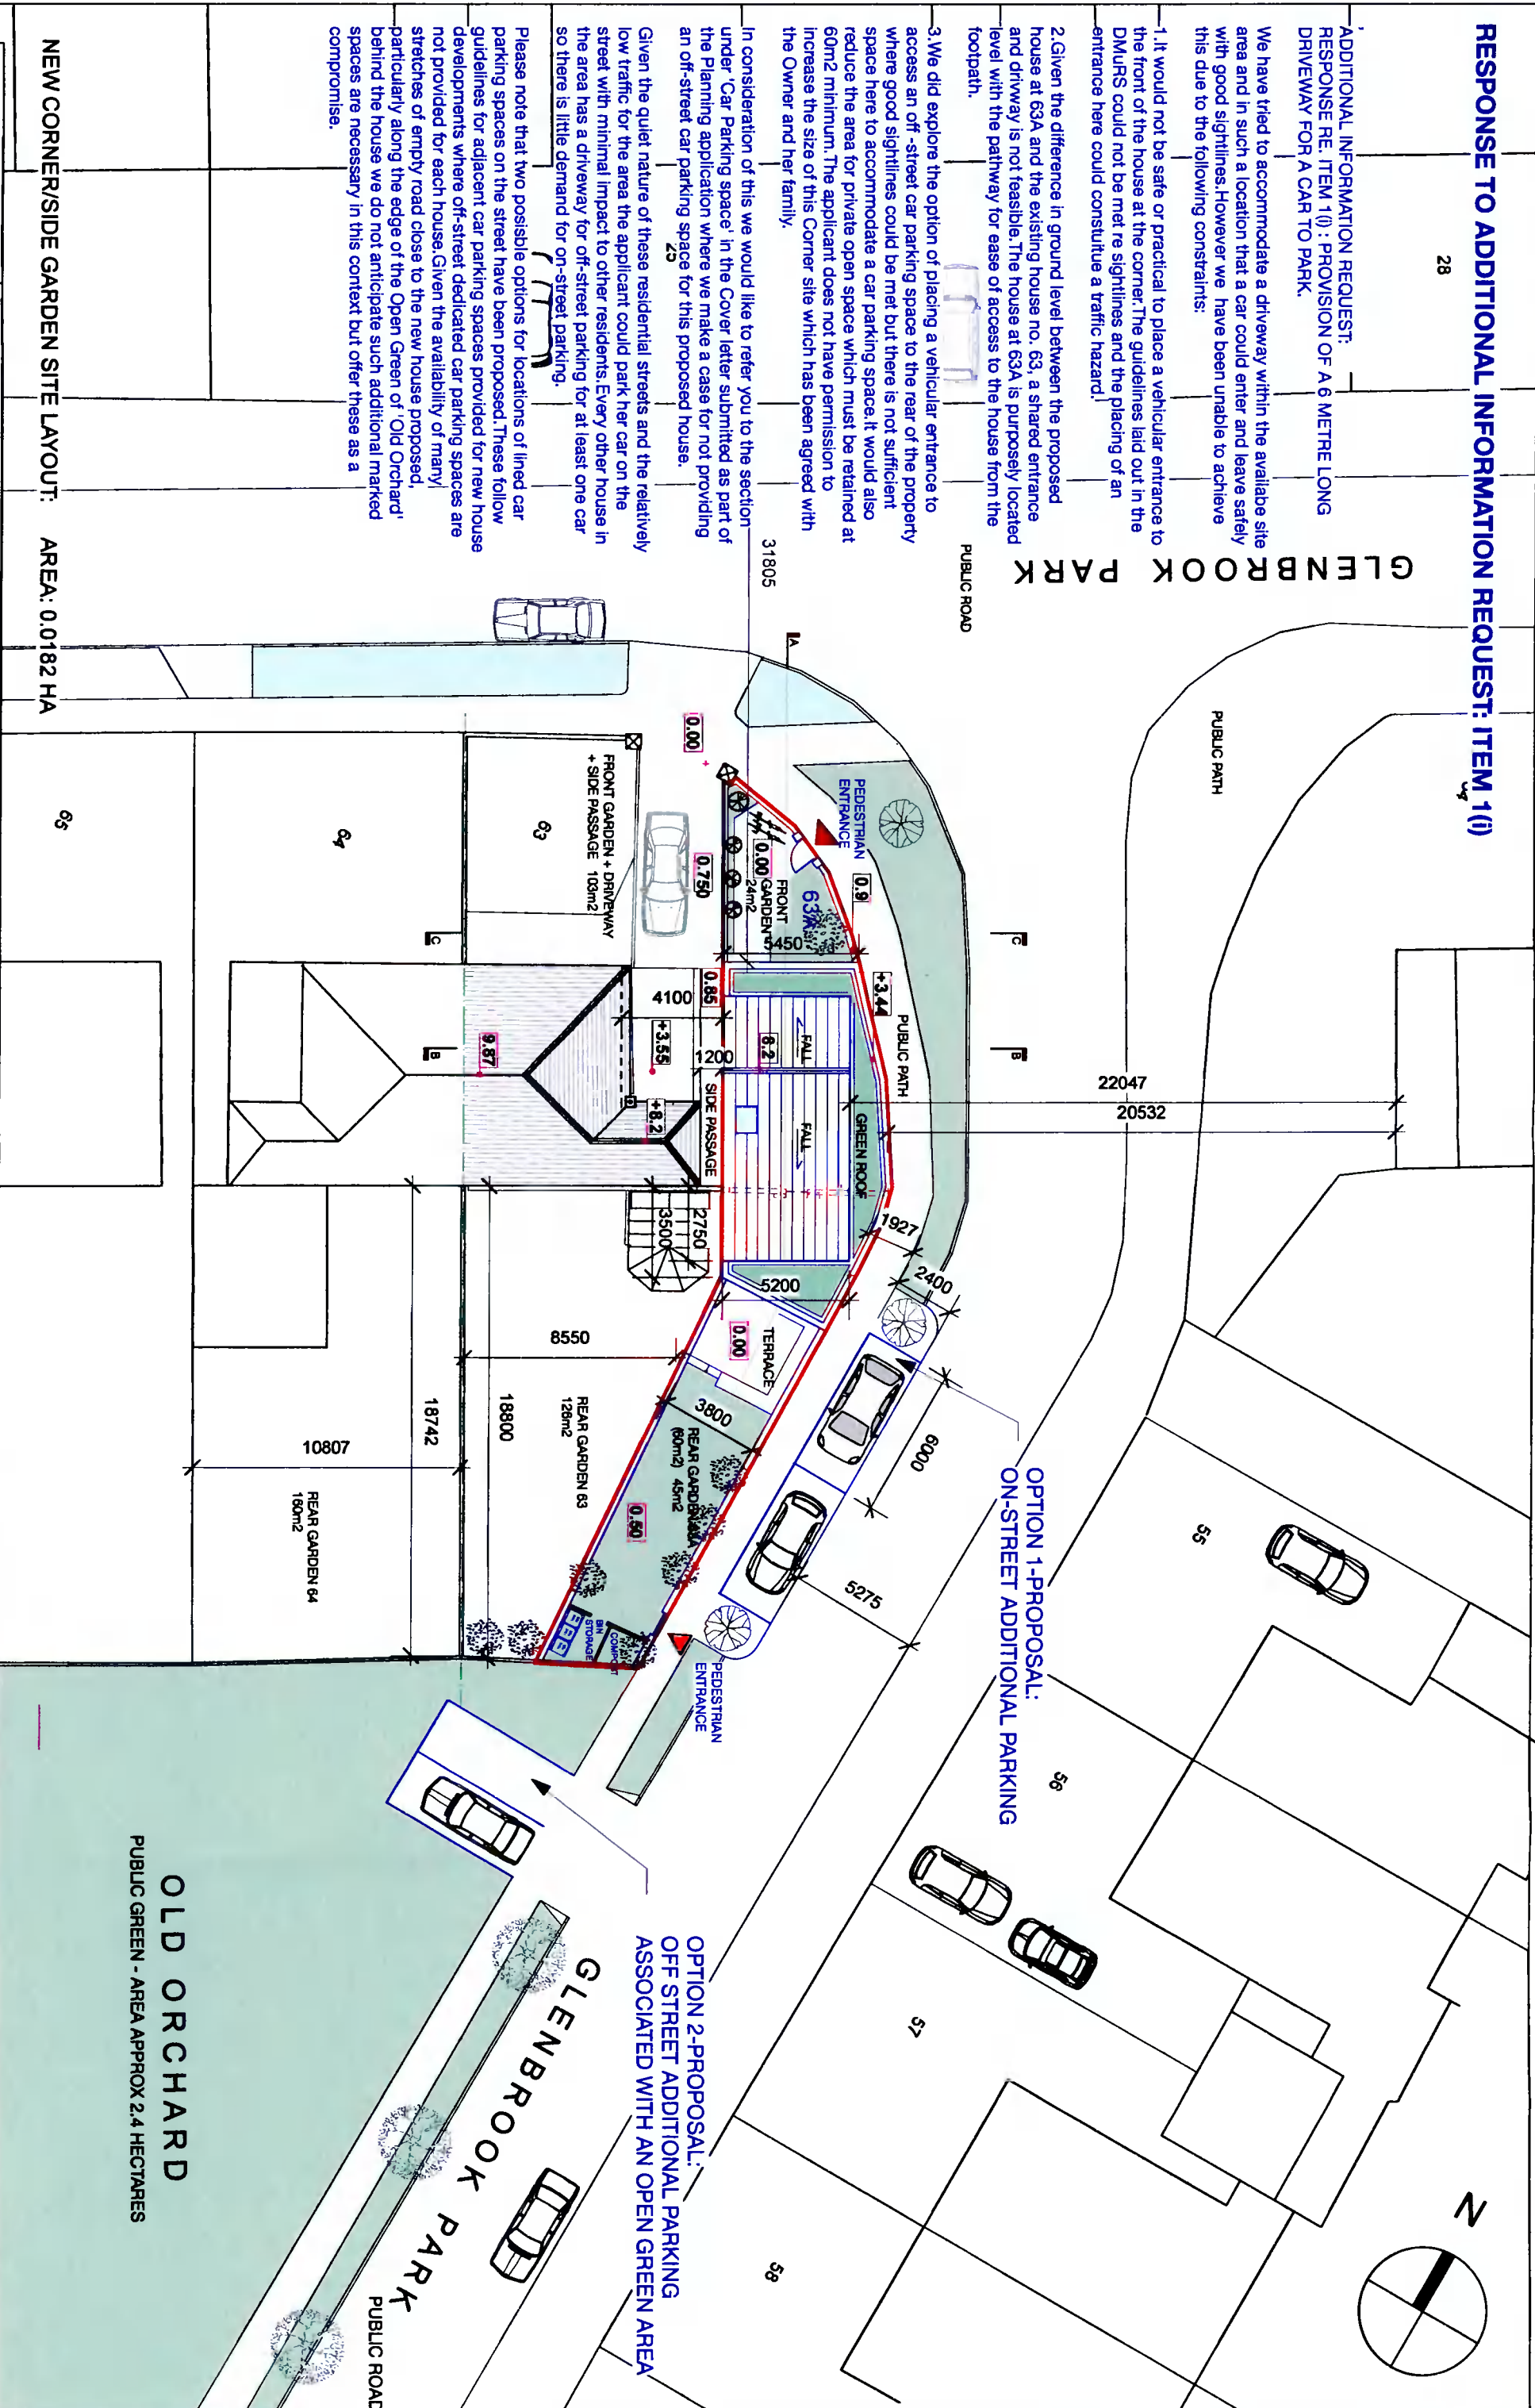 RESPONSE TO ADDITIONAL INFORMATION REQUEST: ITEM 1(i)
28
ADDITIONAL INFORMATION REQUEST:
RESPONSE RE. ITEM 1(i) : PROVISION OF A 6 METRE LONG
DRIVEWAY FOR A CAR TO PARK.
We have tried to accommodate a driveway within the availabe site
area and in such a location that a car could enter and leave safely
with good sightlines.However we have been unable to achieve
this due to the following constraints:
1.It would not be safe or practical to place a vehicular entrance to
the front of the house at the corner.The guidelines laid out in the
DMuRS could not be met re sightlines and the placing of an
entrance here could constuitue a traffic hazard.
2.Given the difference in ground level between the proposed
house at 63A and the existing house no. 63, a shared entrance
and drivway is not feasible.The house at 63A is purposely located
level with the pathway for ease of access to the house from the
footpath.
3.We did explore the option of placing a vehicular entrance to
access an off -street car parking space to the rear of the property
where good sightlines could be met but there is not sufficient
space here to accommodate a car parking space.It would also
reduce the area for private open space which must be retained at
60m2 minimum.The applicant does not have permission to
increase the size of this Corner site which has been agreed with
the Owner and her family.
In consideration of this we would like to refer you to the section
under 'Car Parking space' in the Cover letter submitted as part of
the Planning application where we make a case for not providing
an off-street car parking space for this proposed house.
25
Given the quiet nature of these residential streets and the relatively
low traffic for the area the applicant could park her car on the
street with minimal impact to other residents.Every other house in
the area has a driveway for off-street parking for at least one car
so there is little demand for on-street parking.
Please note that two posisble options for locations of lined car
parking spaces on the street have been proposed.These follow
guidelines for adjacent car parking spaces provided for new house
developments where off-street dedicated car parking spaces are
not provided for each house.Given the availability of many
stretches of empty road close to the new house proposed,
particularly along the edge of the Open Green of 'Old Orchard'
behind the house we do not anticipate such additional marked
spaces are necessary in this context but offer these as a
compromise.
NEW CORNER/SIDE GARDEN SITE LAYOUT: AREA: 0.0182 HA
GLENBROOK PARK
PUBLIC ROAD
PUBLIC PATH
31805
A
PEDESTRIAN
ENTRANCE
0.00
0.9
0.00
FRONT
GARDEN
24m2
63A
0.750
5450
FRONT GARDEN + DRIVEWAY
+ SIDE PASSAGE 103m2
63
64
65
C
C
B
B
+3.44
PUBLIC PATH
0.85
4100
+3.55
1200
8.2
FALL
FALL
GREEN ROOF
SIDE PASSAGE
9.87
+8.2
22047
20532
1927
2400
2750
3500
5200
TERRACE
0.00
8550
3800
6000
5275
18800
18742
10807
REAR GARDEN 63
126m2
REAR GARDEN 64
160m2
REAR GARDEN 63A
(60m2) 45m2
0.50
BIN
STORAGE
COMPOST
PEDESTRIAN
ENTRANCE
OPTION 1-PROPOSAL:
ON-STREET ADDITIONAL PARKING
55
56
57
58
OPTION 2-PROPOSAL:
OFF STREET ADDITIONAL PARKING
ASSOCIATED WITH AN OPEN GREEN AREA
GLENBROOK PARK
PUBLIC ROAD
OLD ORCHARD
PUBLIC GREEN - AREA APPROX 2.4 HECTARES
N